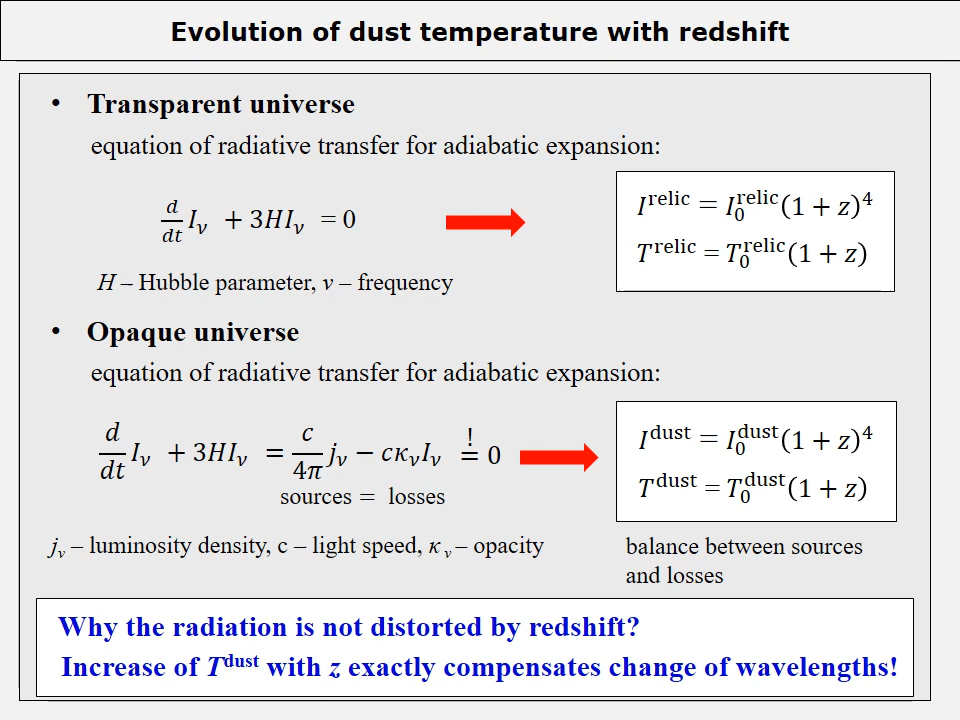 Evolution of dust temperature with redshift
• Transparent universe
equation of radiative transfer for adiabatic expansion:
d/dt I_ν + 3HI_ν = 0
I^relic = I_0^relic (1 + z)^4
T^relic = T_0^relic (1 + z)
H – Hubble parameter, ν – frequency
• Opaque universe
equation of radiative transfer for adiabatic expansion:
d/dt I_ν + 3HI_ν = c/4π j_ν − cκ_ν I_ν =! 0
sources = losses
I^dust = I_0^dust (1 + z)^4
T^dust = T_0^dust (1 + z)
j_ν – luminosity density, c – light speed, κ_ν – opacity
balance between sources
and losses
Why the radiation is not distorted by redshift?
Increase of T^dust with z exactly compensates change of wavelengths!